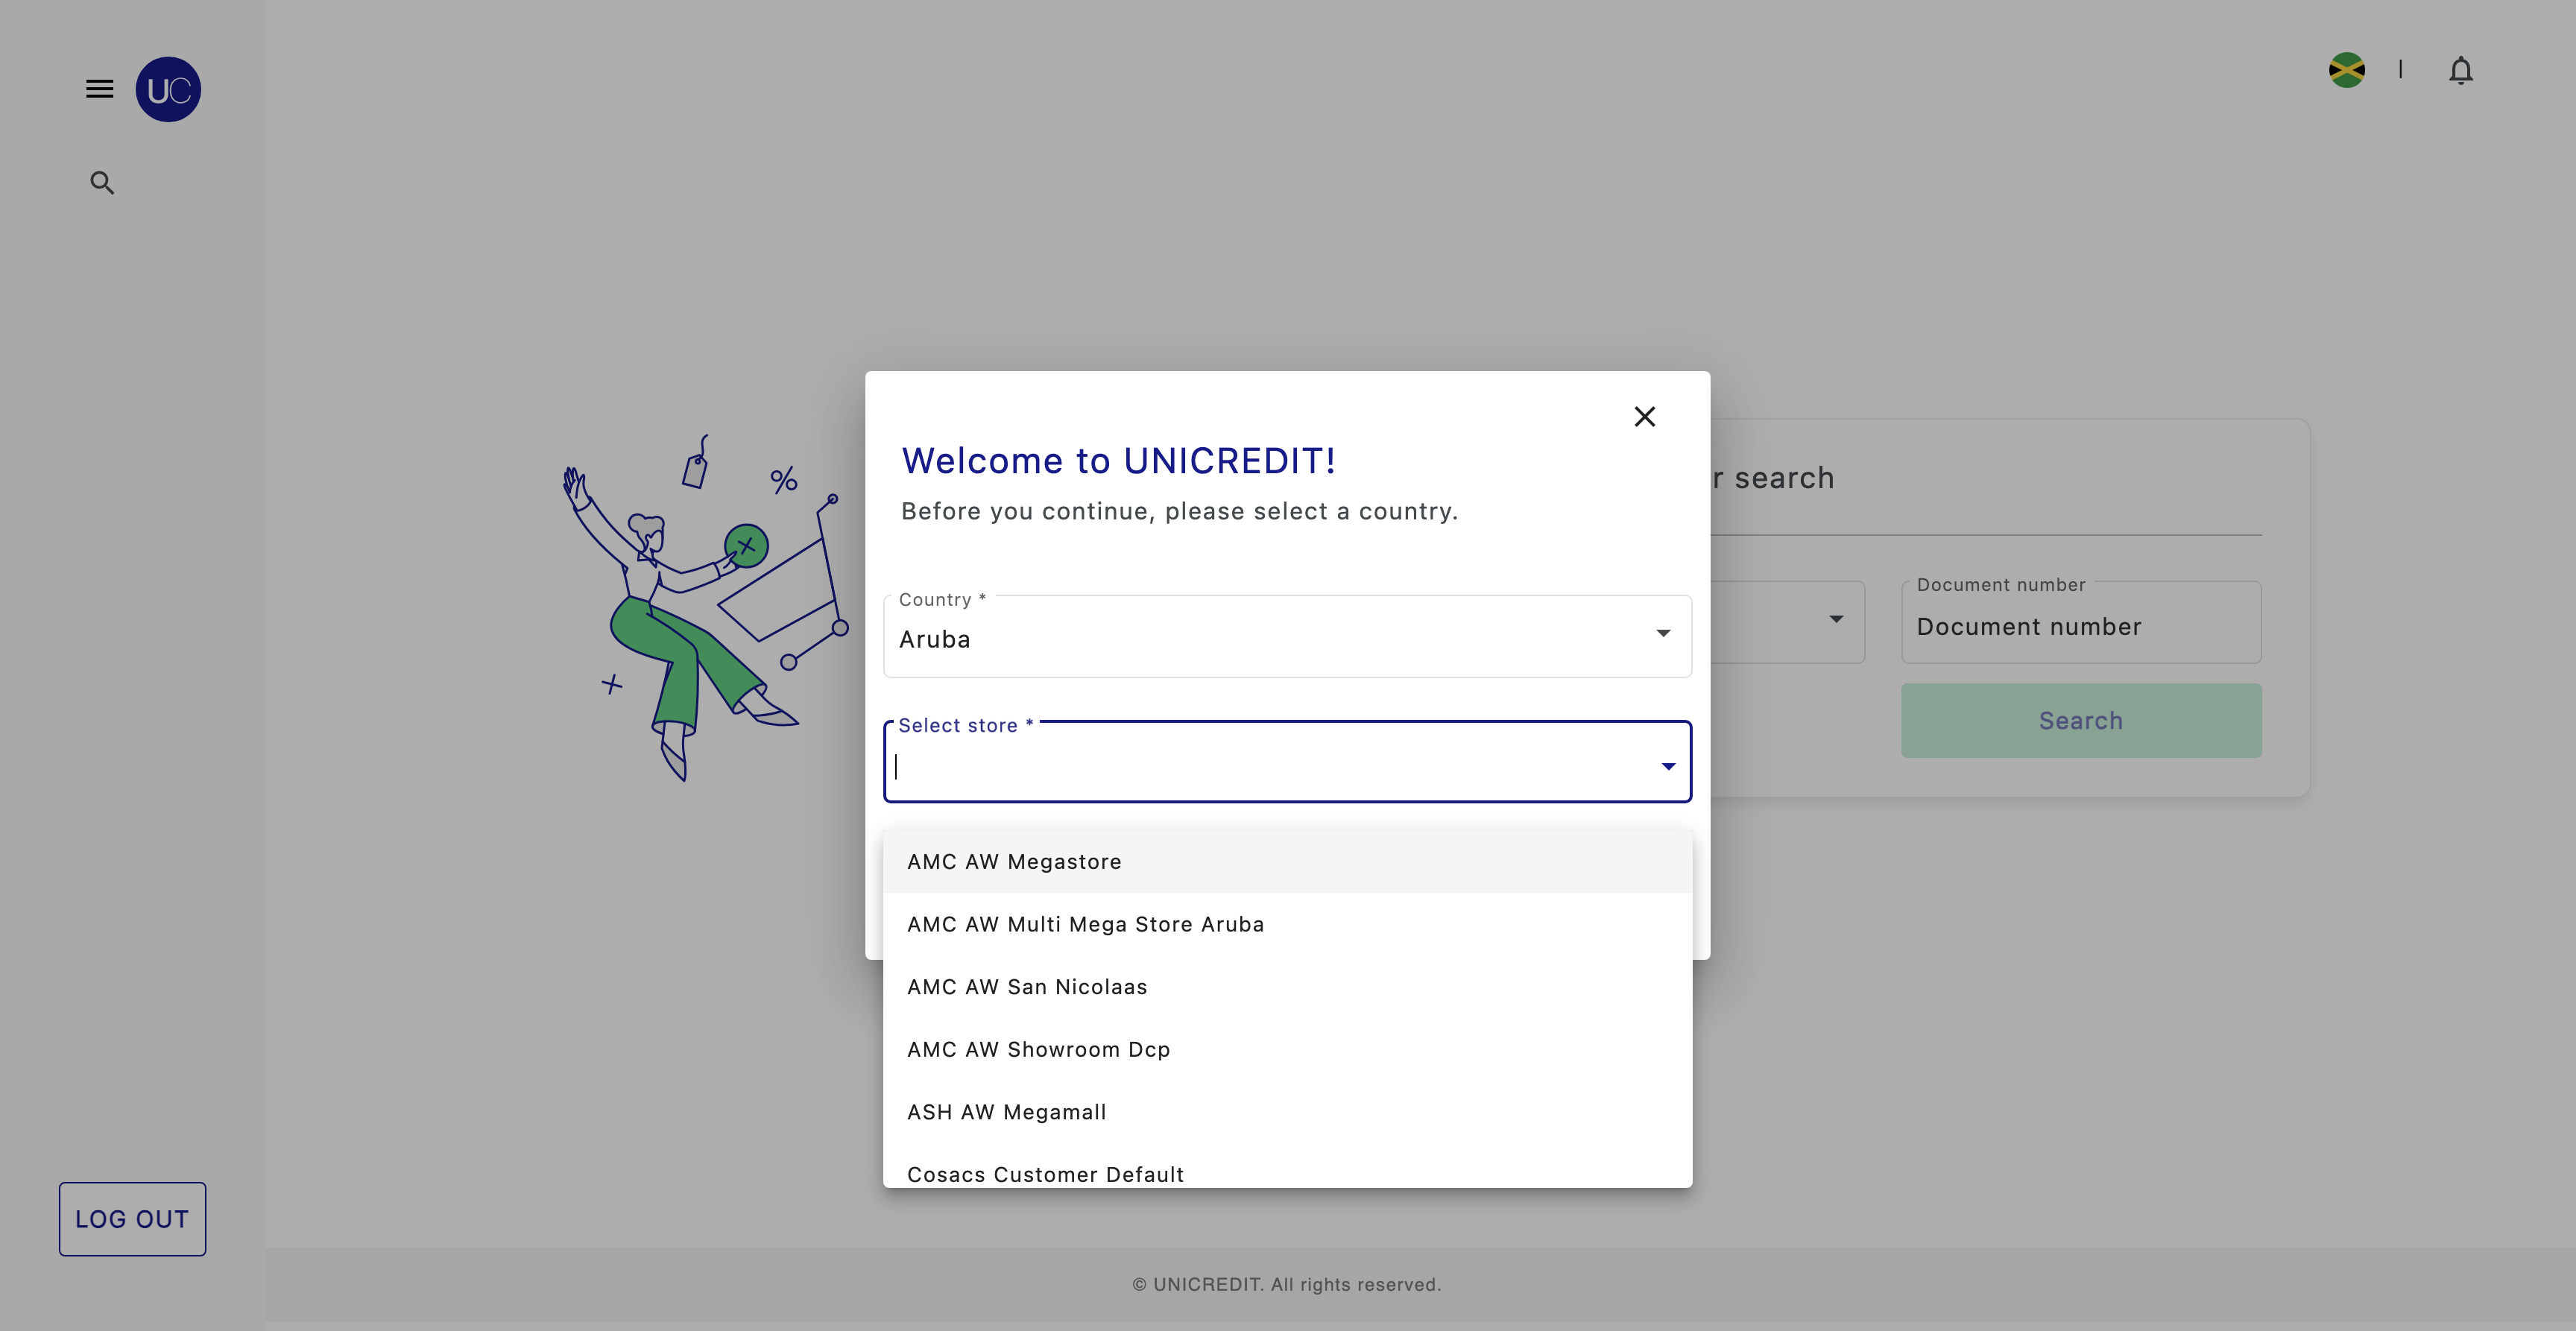 UC
Welcome to UNICREDIT!
Before you continue, please select a country.
Country *
Aruba
Select store *
AMC AW Megastore
AMC AW Multi Mega Store Aruba
AMC AW San Nicolaas
AMC AW Showroom Dcp
ASH AW Megamall
Cosacs Customer Default
r search
Document number
Document number
Search
LOG OUT
© UNICREDIT. All rights reserved.